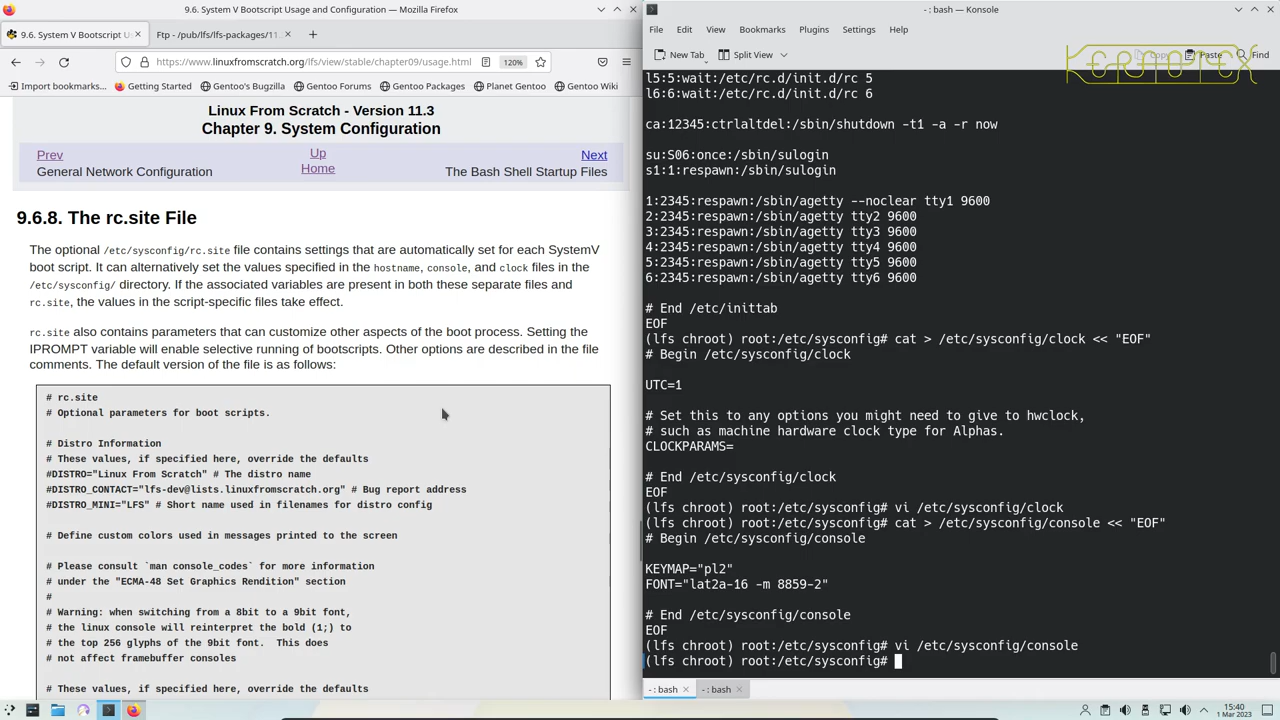 9.6. System V Bootscript Usage and Configuration — Mozilla Firefox
9.6. System V Bootscript U
Ftp - /pub/lfs/lfs-packages/11.
https://www.linuxfromscratch.org/lfs/view/stable/chapter09/usage.html
120%
Import bookmarks...
Getting Started
Gentoo's Bugzilla
Gentoo Forums
Gentoo Packages
Planet Gentoo
Gentoo Wiki
Linux From Scratch - Version 11.3
Chapter 9. System Configuration
Prev
Up
Next
General Network Configuration
Home
The Bash Shell Startup Files
9.6.8. The rc.site File
The optional /etc/sysconfig/rc.site file contains settings that are automatically set for each SystemV
boot script. It can alternatively set the values specified in the hostname, console, and clock files in the
/etc/sysconfig/ directory. If the associated variables are present in both these separate files and
rc.site, the values in the script-specific files take effect.
rc.site also contains parameters that can customize other aspects of the boot process. Setting the
IPROMPT variable will enable selective running of bootscripts. Other options are described in the file
comments. The default version of the file is as follows:
# rc.site
# Optional parameters for boot scripts.
# Distro Information
# These values, if specified here, override the defaults
#DISTRO="Linux From Scratch" # The distro name
#DISTRO_CONTACT="lfs-dev@lists.linuxfromscratch.org" # Bug report address
#DISTRO_MINI="LFS" # Short name used in filenames for distro config
# Define custom colors used in messages printed to the screen
# Please consult `man console_codes` for more information
# under the "ECMA-48 Set Graphics Rendition" section
#
# Warning: when switching from a 8bit to a 9bit font,
# the linux console will reinterpret the bold (1;) to
# the top 256 glyphs of the 9bit font.  This does
# not affect framebuffer consoles
# These values, if specified here, override the defaults
- : bash — Konsole
File
Edit
View
Bookmarks
Plugins
Settings
Help
New Tab
Split View
Copy
Paste
Find
KERNOTEX
l5:5:wait:/etc/rc.d/init.d/rc 5
l6:6:wait:/etc/rc.d/init.d/rc 6
ca:12345:ctrlaltdel:/sbin/shutdown -t1 -a -r now
su:S06:once:/sbin/sulogin
s1:1:respawn:/sbin/sulogin
1:2345:respawn:/sbin/agetty --noclear tty1 9600
2:2345:respawn:/sbin/agetty tty2 9600
3:2345:respawn:/sbin/agetty tty3 9600
4:2345:respawn:/sbin/agetty tty4 9600
5:2345:respawn:/sbin/agetty tty5 9600
6:2345:respawn:/sbin/agetty tty6 9600
# End /etc/inittab
EOF
(lfs chroot) root:/etc/sysconfig# cat > /etc/sysconfig/clock << "EOF"
# Begin /etc/sysconfig/clock
UTC=1
# Set this to any options you might need to give to hwclock,
# such as machine hardware clock type for Alphas.
CLOCKPARAMS=
# End /etc/sysconfig/clock
EOF
(lfs chroot) root:/etc/sysconfig# vi /etc/sysconfig/clock
(lfs chroot) root:/etc/sysconfig# cat > /etc/sysconfig/console << "EOF"
# Begin /etc/sysconfig/console
KEYMAP="pl2"
FONT="lat2a-16 -m 8859-2"
# End /etc/sysconfig/console
EOF
(lfs chroot) root:/etc/sysconfig# vi /etc/sysconfig/console
(lfs chroot) root:/etc/sysconfig#
- : bash
- : bash
15:40
1 Mar 2023